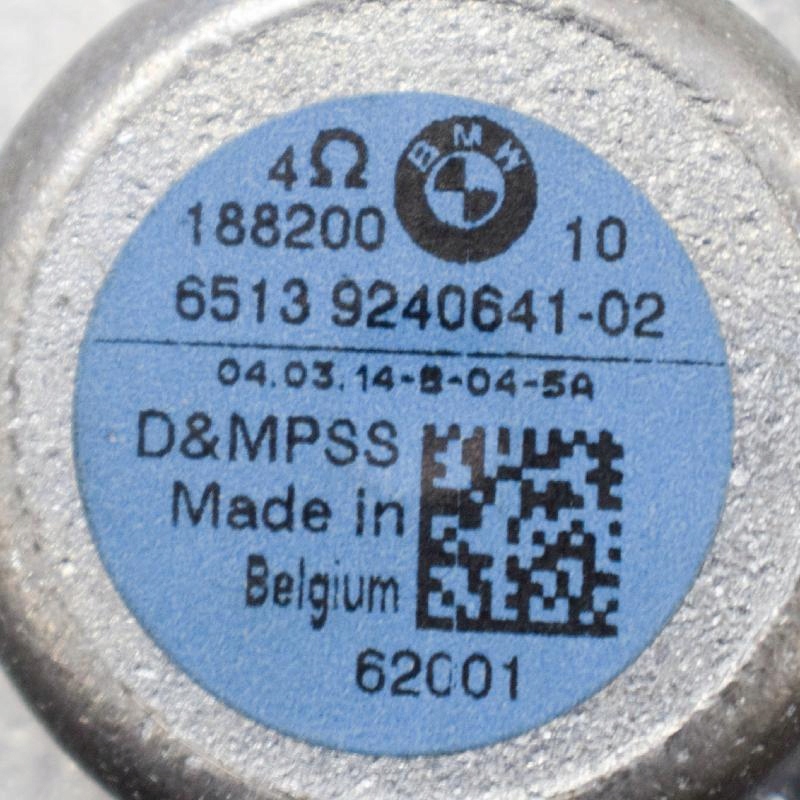 BMW
4Ω
188200 10
6513 9240641-02
04.03.14-B-04-5A
D&MPSS
Made in
Belgium
62001